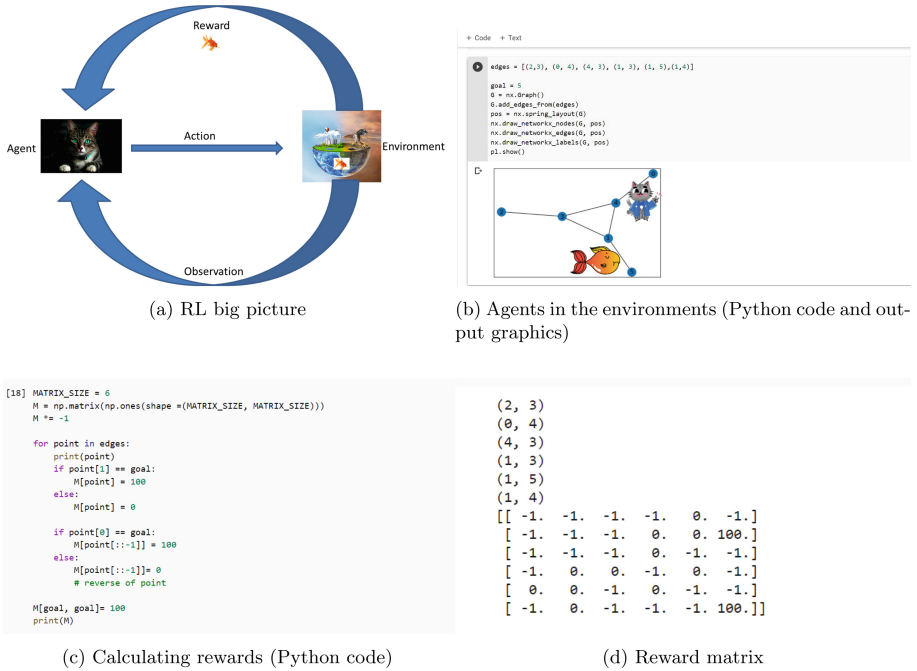 Reward
Agent
Action
Environment
Observation
(a) RL big picture
+ Code + Text
edges = [(2,3), (0, 4), (4, 3), (1, 3), (1, 5),(1,4)]
goal = 5
G = nx.Graph()
G.add_edges_from(edges)
pos = nx.spring_layout(G)
nx.draw_networkx_nodes(G, pos)
nx.draw_networkx_edges(G, pos)
nx.draw_networkx_labels(G, pos)
pl.show()
(b) Agents in the environments (Python code and out-
put graphics)
[18] MATRIX_SIZE = 6
M = np.matrix(np.ones(shape =(MATRIX_SIZE, MATRIX_SIZE)))
M *= -1
for point in edges:
print(point)
if point[1] == goal:
M[point] = 100
else:
M[point] = 0
if point[0] == goal:
M[point[::-1]] = 100
else:
M[point[::-1]]= 0
# reverse of point
M[goal, goal]= 100
print(M)
(c) Calculating rewards (Python code)
(2, 3)
(0, 4)
(4, 3)
(1, 3)
(1, 5)
(1, 4)
[[ -1. -1. -1. -1. 0. -1.]
[ -1. -1. -1. 0. 0. 100.]
[ -1. -1. -1. 0. -1. -1.]
[ -1. 0. 0. -1. 0. -1.]
[ 0. 0. -1. 0. -1. -1.]
[ -1. 0. -1. -1. -1. 100.]]
(d) Reward matrix